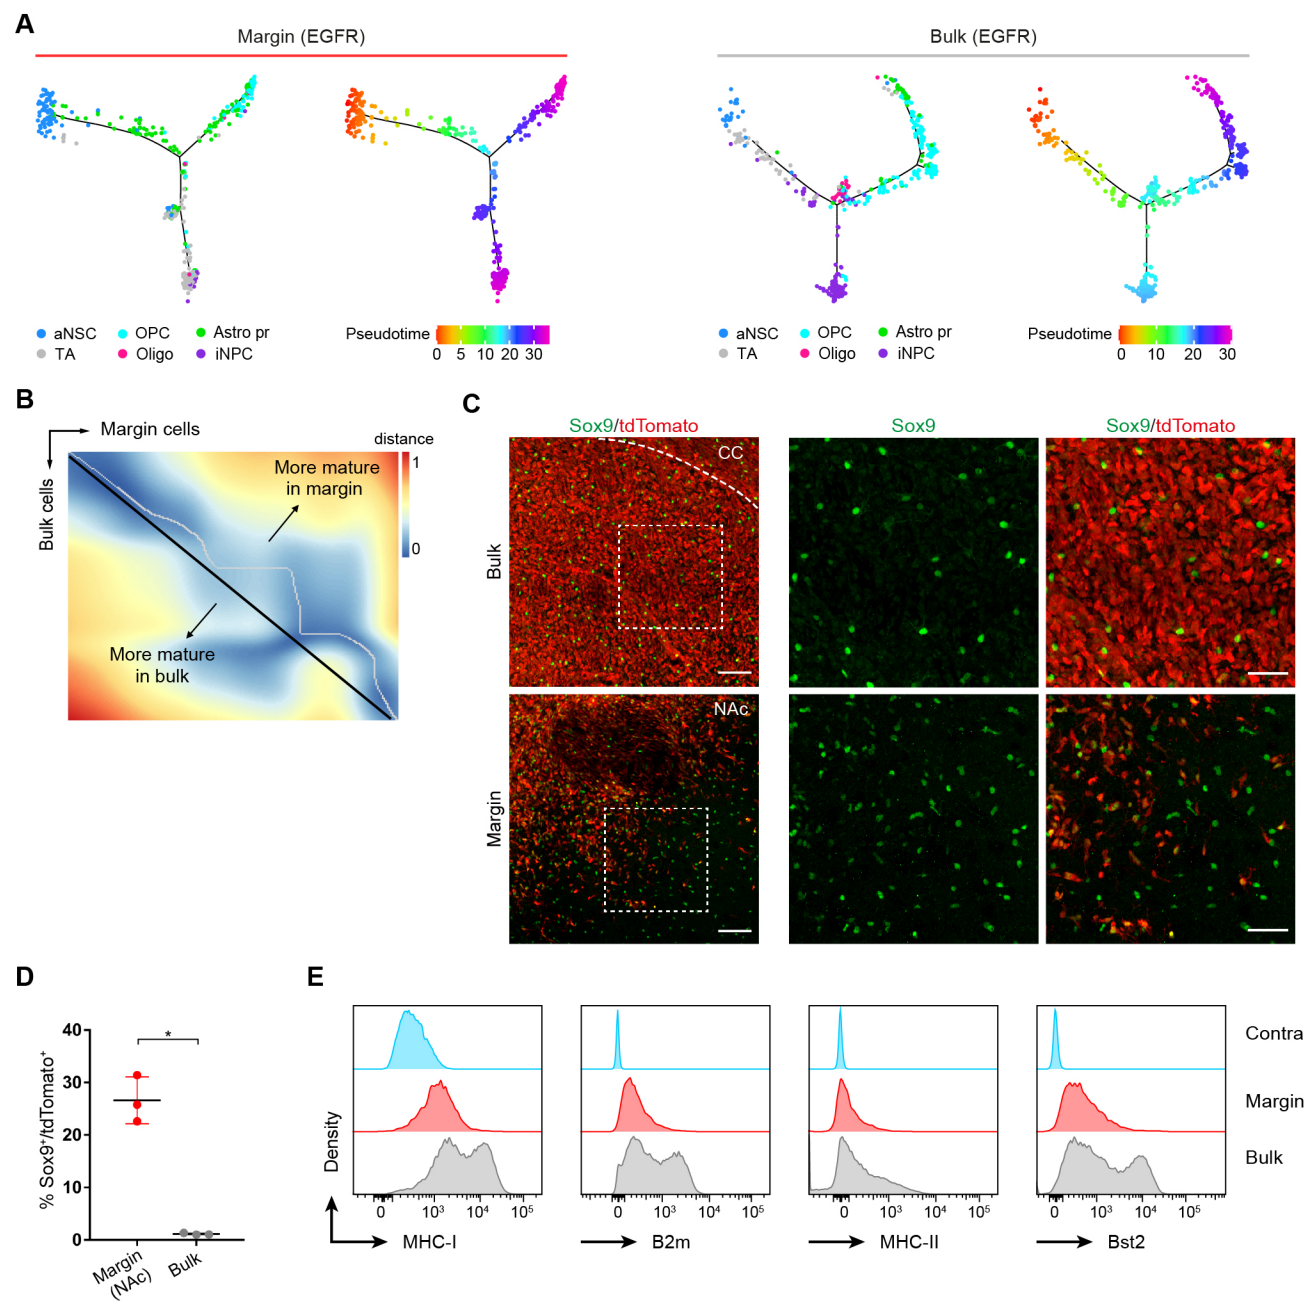 A
Margin (EGFR)
Bulk (EGFR)
aNSC
OPC
Astro pr
TA
Oligo
iNPC
Pseudotime
0 5 10 20 30
aNSC
OPC
Astro pr
TA
Oligo
iNPC
Pseudotime
0 10 20 30
B
Margin cells
Bulk cells
distance
1
0
More mature
in margin
More mature
in bulk
C
Sox9/tdTomato
Sox9
Sox9/tdTomato
Bulk
CC
Margin
NAc
D
% Sox9⁺/tdTomato⁺
40
30
20
10
0
*
Margin
(NAc)
Bulk
E
Density
Contra
Margin
Bulk
0 10³ 10⁴ 10⁵
0 10³ 10⁴ 10⁵
0 10³ 10⁴ 10⁵
0 10³ 10⁴ 10⁵
MHC-I
B2m
MHC-II
Bst2